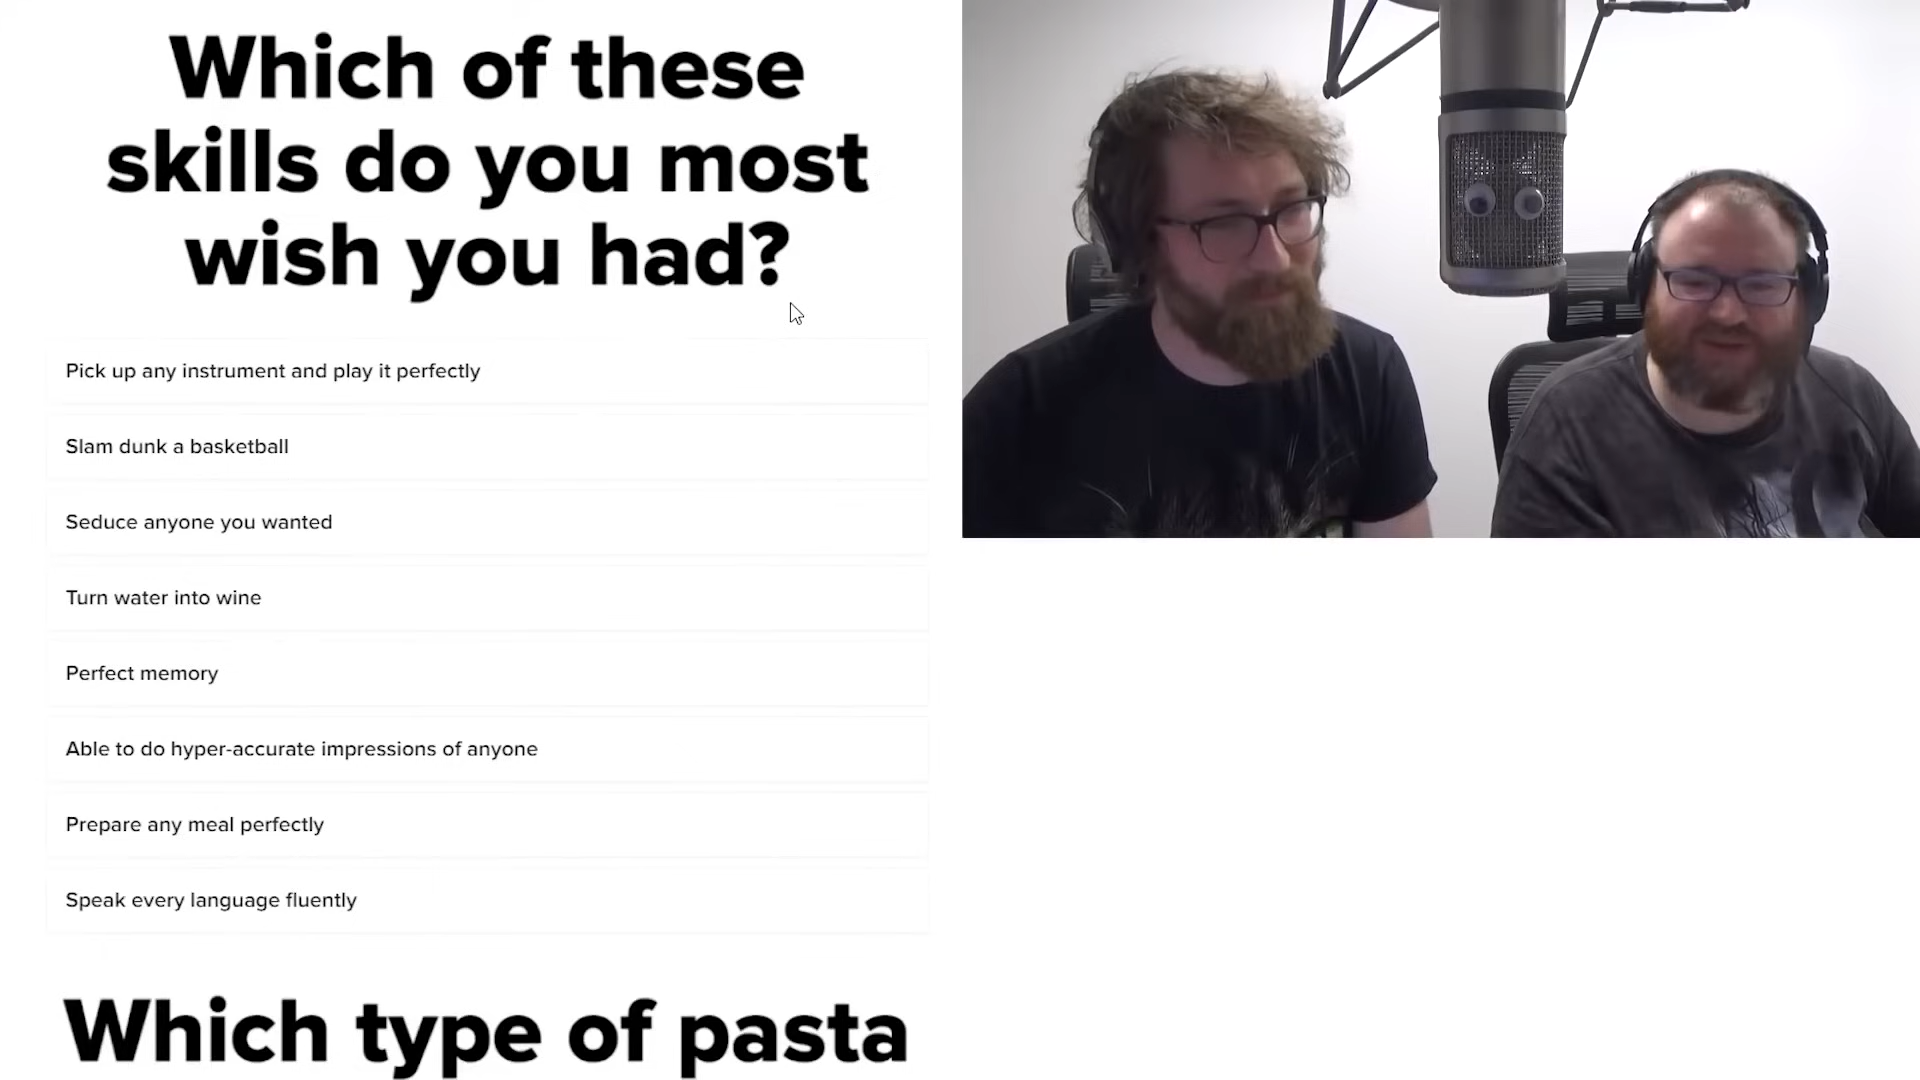 Which of these
skills do you most
wish you had?
Pick up any instrument and play it perfectly
Slam dunk a basketball
Seduce anyone you wanted
Turn water into wine
Perfect memory
Able to do hyper-accurate impressions of anyone
Prepare any meal perfectly
Speak every language fluently
Which type of pasta